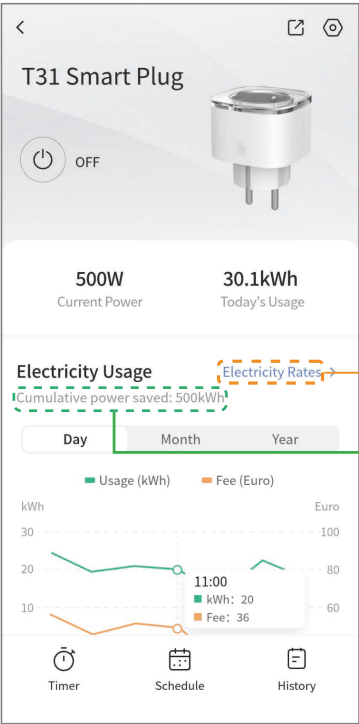 T31 Smart Plug
OFF
500W 30.1kWh
Current Power Today's Usage
Electricity Usage Electricity Rates >
Cumulative power saved: 500kWh
Day Month Year
Usage (kWh) Fee (Euro)
kWh Euro
30 100
20 80
11:00
kWh: 20
10 60
Fee: 36
Timer Schedule History